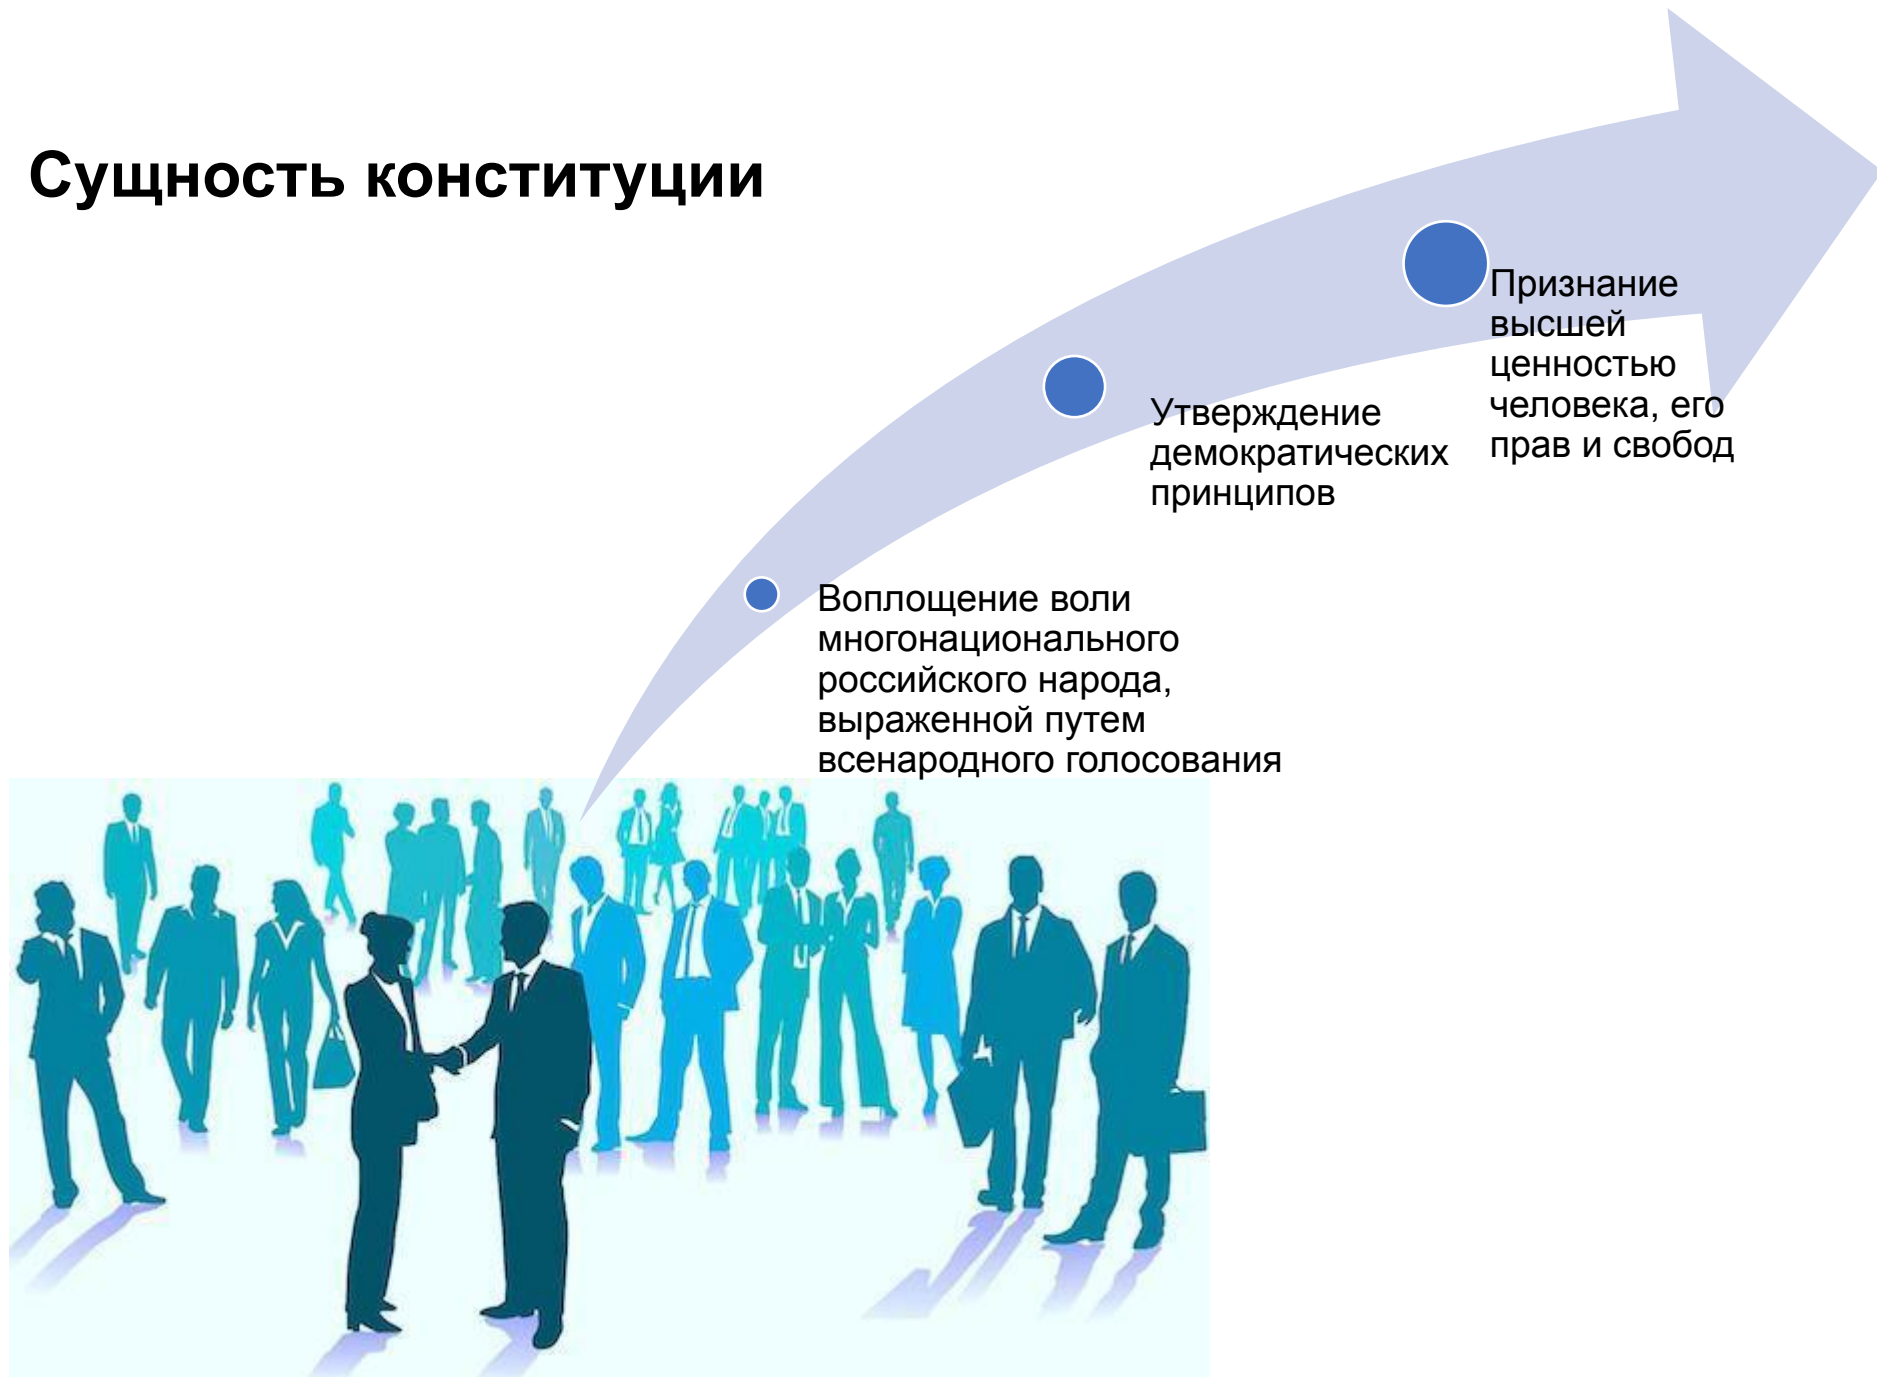 Сущность конституции
Признание
высшей
ценностью
человека, его
прав и свобод
Утверждение
демократических
принципов
Воплощение воли
многонационального
российского народа,
выраженной путем
всенародного голосования